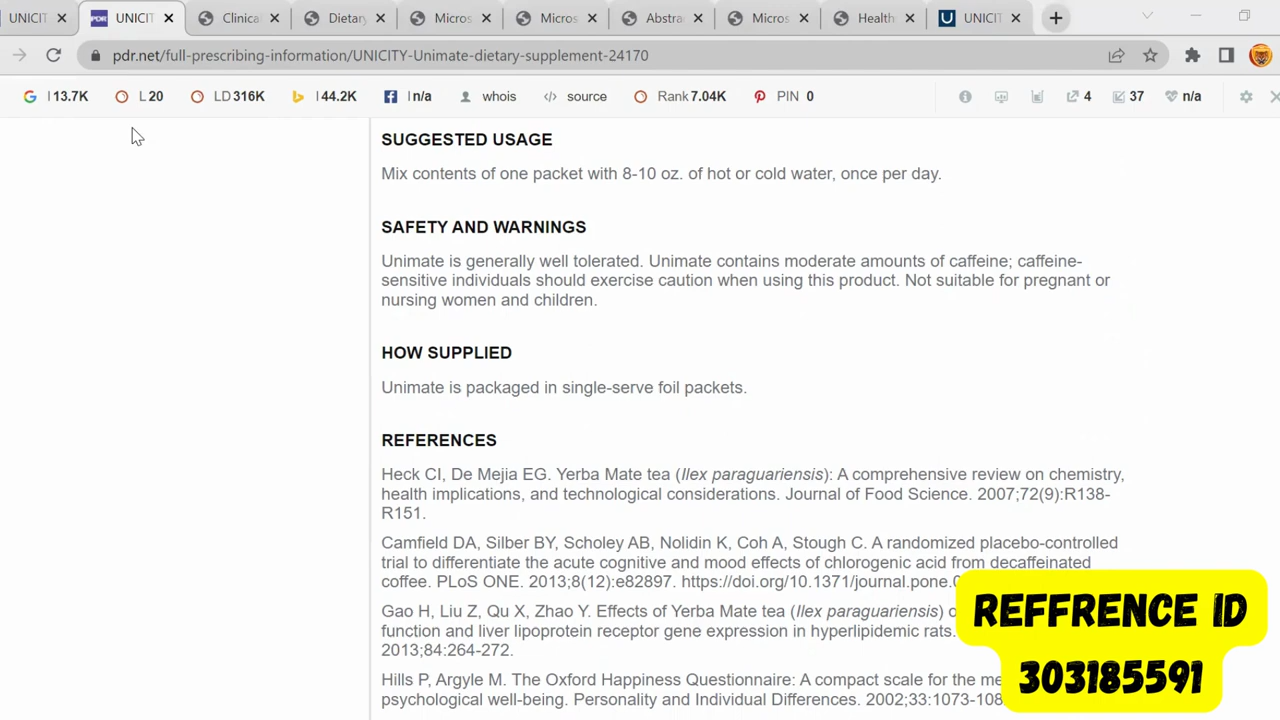 UNICIT
UNICIT
Clinica
Dietary
Micros
Micros
Abstra
Micros
Health
UNICIT
pdr.net/full-prescribing-information/UNICITY-Unimate-dietary-supplement-24170
I 13.7K
L 20
LD 316K
I 44.2K
I n/a
whois
source
Rank 7.04K
PIN 0
4
37
n/a
SUGGESTED USAGE
Mix contents of one packet with 8-10 oz. of hot or cold water, once per day.
SAFETY AND WARNINGS
Unimate is generally well tolerated. Unimate contains moderate amounts of caffeine; caffeine-
sensitive individuals should exercise caution when using this product. Not suitable for pregnant or
nursing women and children.
HOW SUPPLIED
Unimate is packaged in single-serve foil packets.
REFERENCES
Heck CI, De Mejia EG. Yerba Mate tea (Ilex paraguariensis): A comprehensive review on chemistry,
health implications, and technological considerations. Journal of Food Science. 2007;72(9):R138-
R151.
Camfield DA, Silber BY, Scholey AB, Nolidin K, Coh A, Stough C. A randomized placebo-controlled
trial to differentiate the acute cognitive and mood effects of chlorogenic acid from decaffeinated
coffee. PLoS ONE. 2013;8(12):e82897. https://doi.org/10.1371/journal.pone.
Gao H, Liu Z, Qu X, Zhao Y. Effects of Yerba Mate tea (Ilex paraguariensis)
function and liver lipoprotein receptor gene expression in hyperlipidemic rats.
2013;84:264-272.
Hills P, Argyle M. The Oxford Happiness Questionnaire: A compact scale for the
psychological well-being. Personality and Individual Differences. 2002;33:1073-108
REFFRENCE ID
303185591